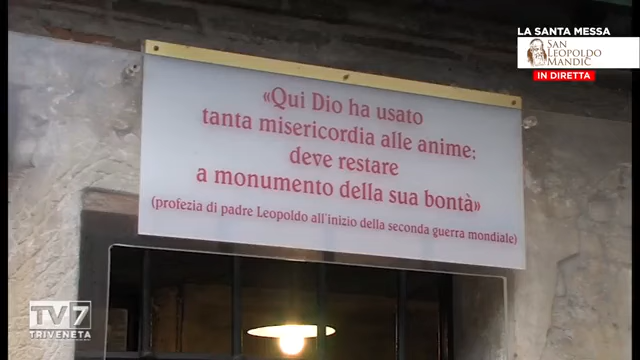 LA SANTA MESSA
SAN
LEOPOLDO
MANDIĆ
IN DIRETTA
«Qui Dio ha usato
tanta misericordia alle anime:
deve restare
a monumento della sua bontà»
(profezia di padre Leopoldo all'inizio della seconda guerra mondiale)
TV7
TRIVENETA